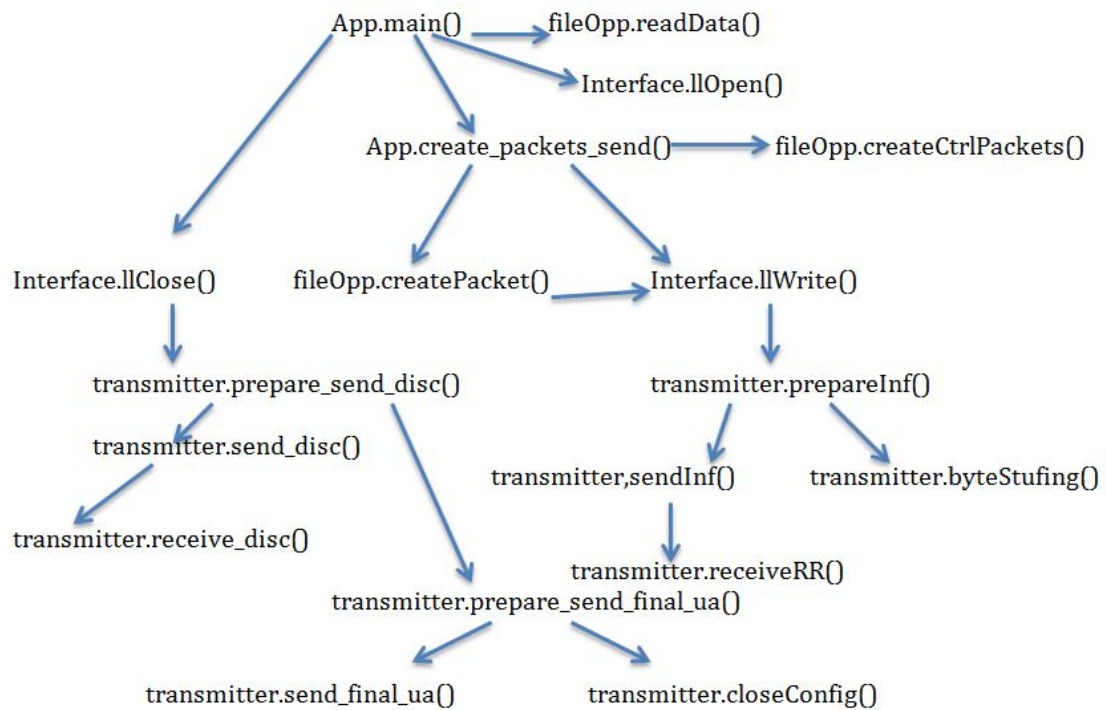 App.main()
fileOpp.readData()
Interface.llOpen()
App.create_packets_send()
fileOpp.createCtrlPackets()
Interface.llClose()
fileOpp.createPacket()
Interface.llWrite()
transmitter.prepare_send_disc()
transmitter.prepareInf()
transmitter.send_disc()
transmitter,sendInf()
transmitter.byteStufing()
transmitter.receive_disc()
transmitter.receiveRR()
transmitter.prepare_send_final_ua()
transmitter.send_final_ua()
transmitter.closeConfig()